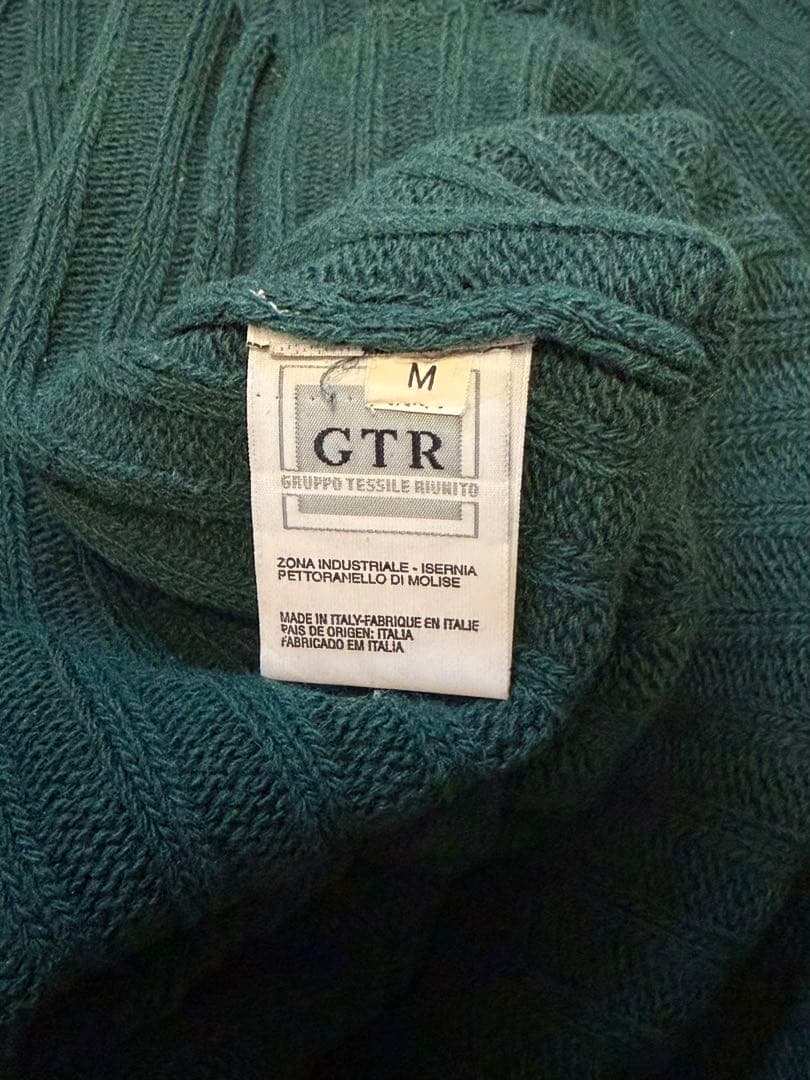 M
GTR
GRUPPO TESSILE RIUNITO
ZONA INDUSTRIALE - ISERNIA
PETTORANELLO DI MOLISE
MADE IN ITALY-FABRIQUE EN ITALIE
PAIS DE ORIGEN: ITALIA
FABRICADO EM ITALIA